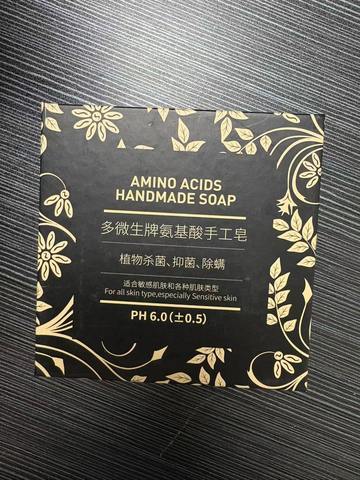 AMINO ACIDS
HANDMADE SOAP
多微生牌氨基酸手工皂
植物杀菌、抑菌、除螨
适合敏感肌肤和各种肌肤类型
For all skin type,especially Sensitive skin
PH 6.0(±0.5)